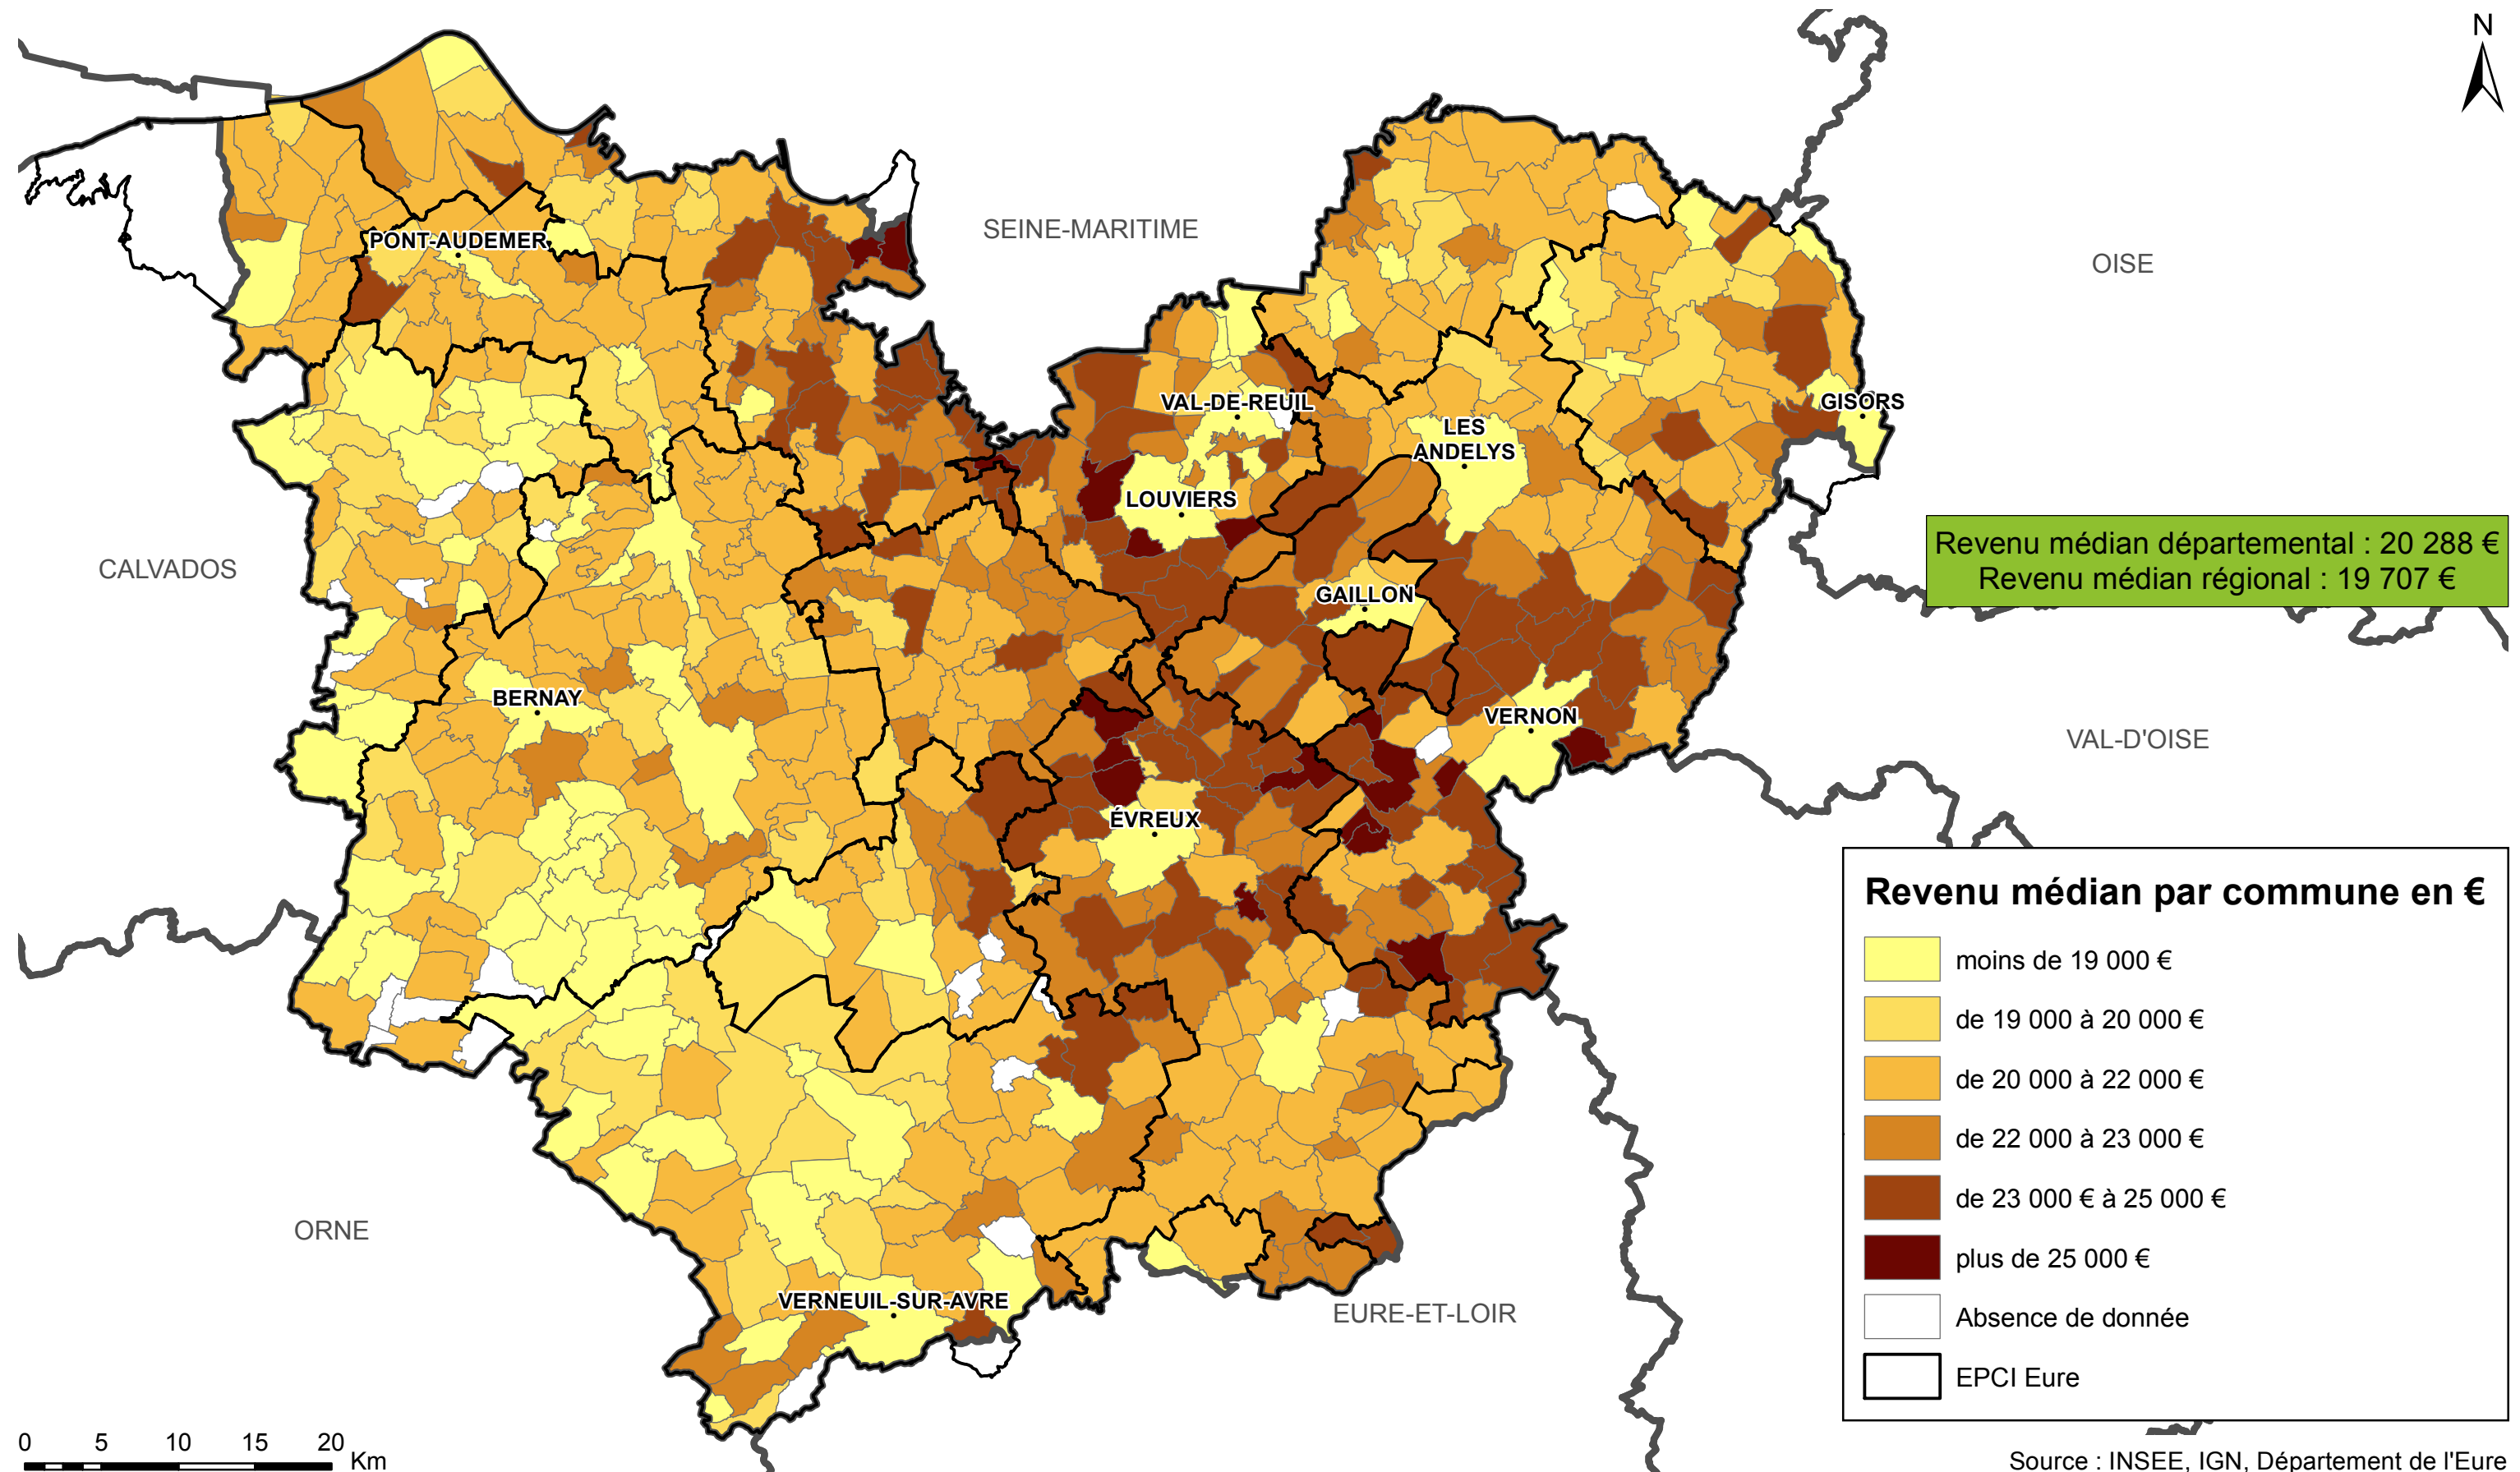 N
PONT-AUDEMER
SEINE-MARITIME
OISE
VAL-DE-REUIL
GISORS
LES
ANDELYS
LOUVIERS
CALVADOS
Revenu médian départemental : 20 288 €
Revenu médian régional : 19 707 €
GAILLON
BERNAY
VERNON
VAL-D'OISE
ÉVREUX
Revenu médian par commune en €
moins de 19 000 €
de 19 000 à 20 000 €
de 20 000 à 22 000 €
de 22 000 à 23 000 €
de 23 000 € à 25 000 €
plus de 25 000 €
Absence de donnée
EPCI Eure
ORNE
VERNEUIL-SUR-AVRE
EURE-ET-LOIR
0 5 10 15 20
Km
Source : INSEE, IGN, Département de l'Eure